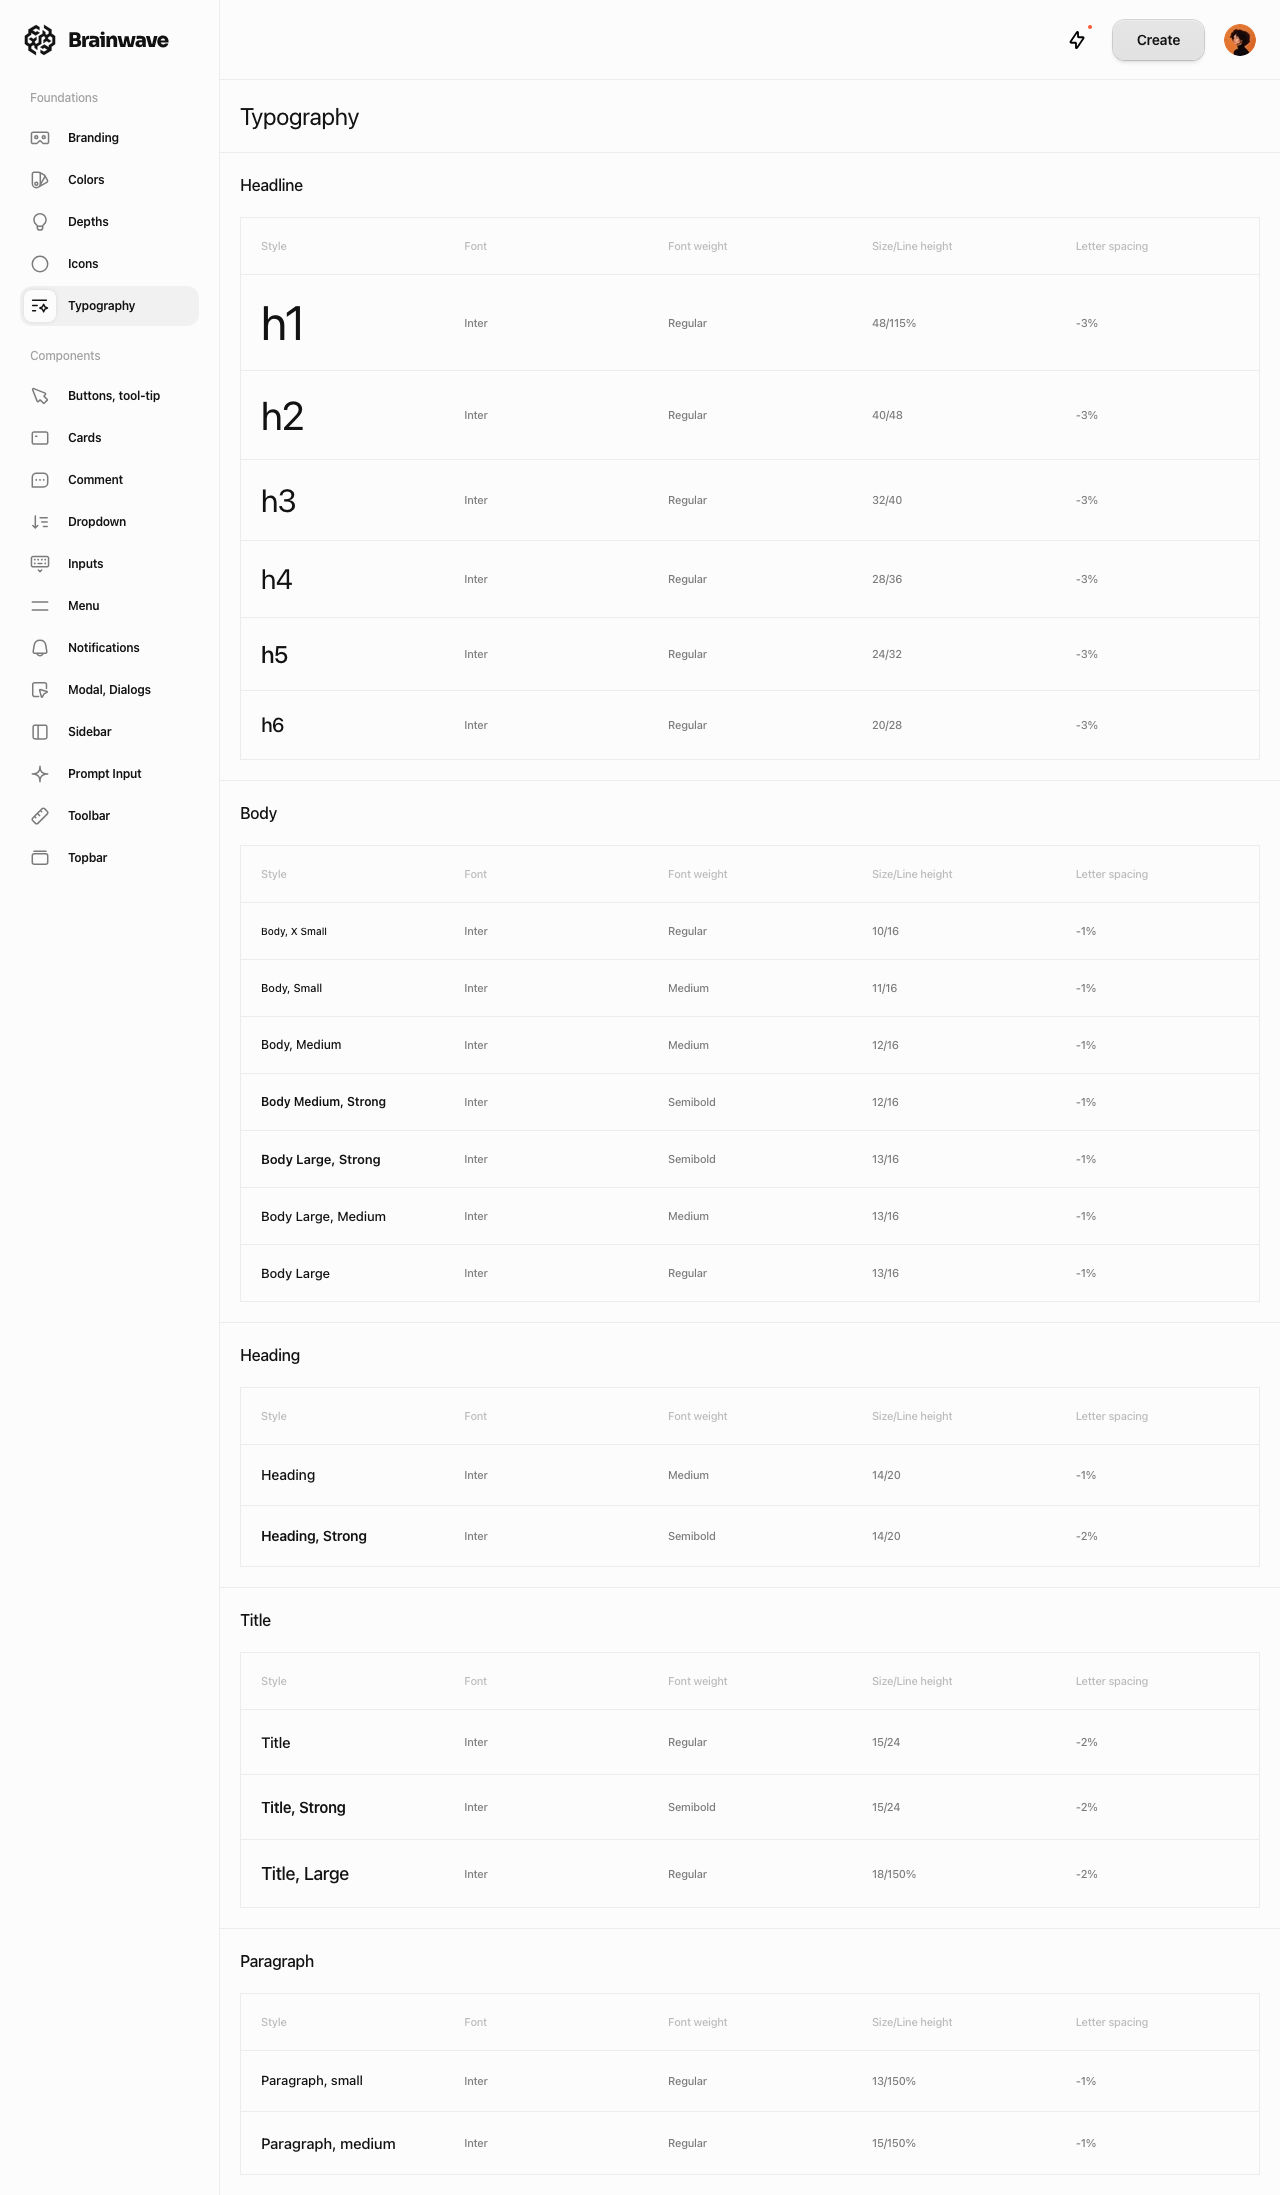 Brainwave
Create
Foundations
Branding
Colors
Depths
Icons
Typography
Components
Buttons, tool-tip
Cards
Comment
Dropdown
Inputs
Menu
Notifications
Modal, Dialogs
Sidebar
Prompt Input
Toolbar
Topbar
Typography
Headline
Style Font Font weight Size/Line height Letter spacing
h1 Inter Regular 48/115% -3%
h2 Inter Regular 40/48 -3%
h3 Inter Regular 32/40 -3%
h4 Inter Regular 28/36 -3%
h5 Inter Regular 24/32 -3%
h6 Inter Regular 20/28 -3%
Body
Style Font Font weight Size/Line height Letter spacing
Body, X Small Inter Regular 10/16 -1%
Body, Small Inter Medium 11/16 -1%
Body, Medium Inter Medium 12/16 -1%
Body Medium, Strong Inter Semibold 12/16 -1%
Body Large, Strong Inter Semibold 13/16 -1%
Body Large, Medium Inter Medium 13/16 -1%
Body Large Inter Regular 13/16 -1%
Heading
Style Font Font weight Size/Line height Letter spacing
Heading Inter Medium 14/20 -1%
Heading, Strong Inter Semibold 14/20 -2%
Title
Style Font Font weight Size/Line height Letter spacing
Title Inter Regular 15/24 -2%
Title, Strong Inter Semibold 15/24 -2%
Title, Large Inter Regular 18/150% -2%
Paragraph
Style Font Font weight Size/Line height Letter spacing
Paragraph, small Inter Regular 13/150% -1%
Paragraph, medium Inter Regular 15/150% -1%